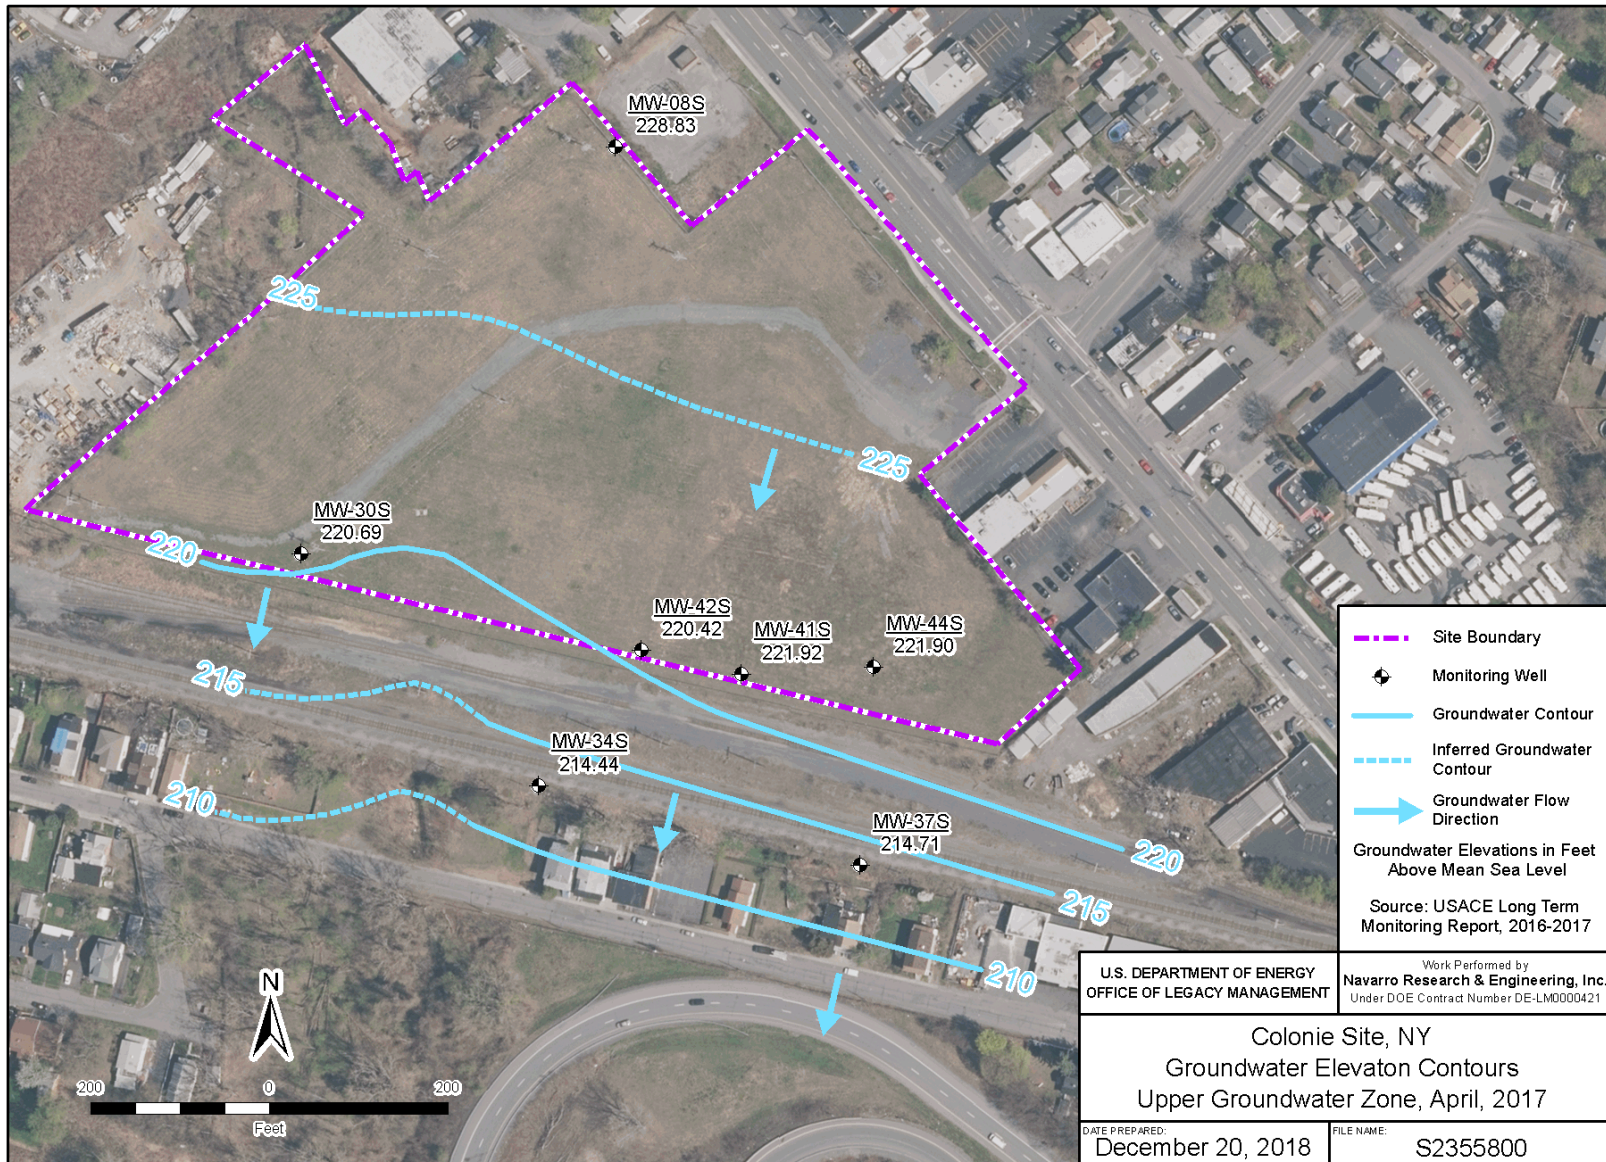 MW-08S
228.83
225
225
MW-30S
220.69
220
MW-42S
220.42
MW-41S
221.92
MW-44S
221.90
215
MW-34S
214.44
210
MW-37S
214.71
220
215
210
N
200
0
200
Feet
Site Boundary
Monitoring Well
Groundwater Contour
Inferred Groundwater
Contour
Groundwater Flow
Direction
Groundwater Elevations in Feet
Above Mean Sea Level
Source: USACE Long Term
Monitoring Report, 2016-2017
U.S. DEPARTMENT OF ENERGY
OFFICE OF LEGACY MANAGEMENT
Work Performed by
Navarro Research & Engineering, Inc.
Under DOE Contract Number DE-LM0000421
Colonie Site, NY
Groundwater Elevaton Contours
Upper Groundwater Zone, April, 2017
DATE PREPARED:
December 20, 2018
FILE NAME:
S2355800